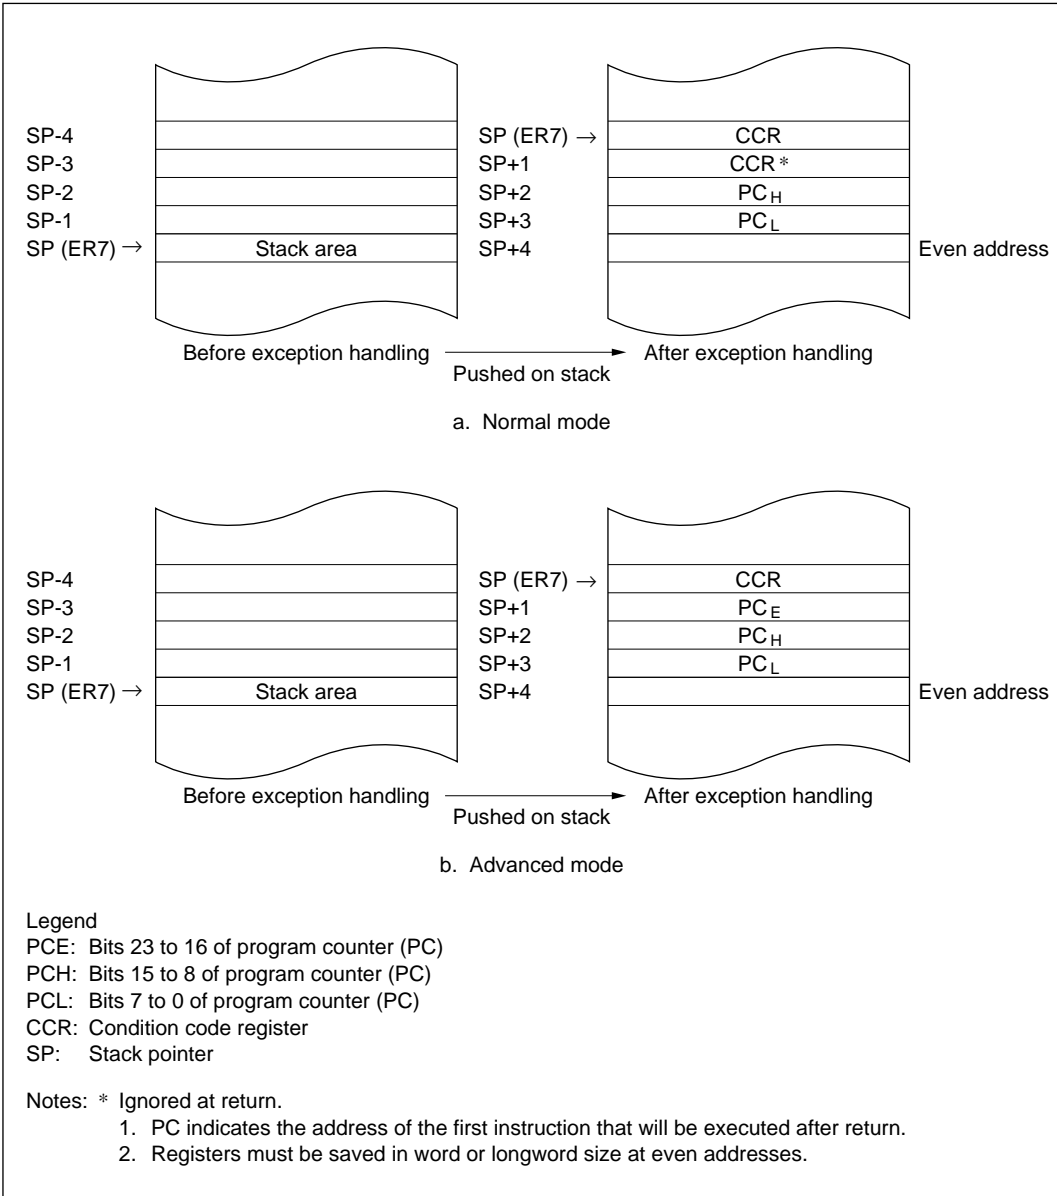 SP-4
SP-3
SP-2
SP-1
SP (ER7) →
Stack area
SP (ER7) →
SP+1
SP+2
SP+3
SP+4
CCR
CCR *
PC H
PC L
Even address
Before exception handling
Pushed on stack
After exception handling
a. Normal mode
SP-4
SP-3
SP-2
SP-1
SP (ER7) →
Stack area
SP (ER7) →
SP+1
SP+2
SP+3
SP+4
CCR
PC E
PC H
PC L
Even address
Before exception handling
Pushed on stack
After exception handling
b. Advanced mode
Legend
PCE: Bits 23 to 16 of program counter (PC)
PCH: Bits 15 to 8 of program counter (PC)
PCL: Bits 7 to 0 of program counter (PC)
CCR: Condition code register
SP: Stack pointer
Notes: * Ignored at return.
1. PC indicates the address of the first instruction that will be executed after return.
2. Registers must be saved in word or longword size at even addresses.